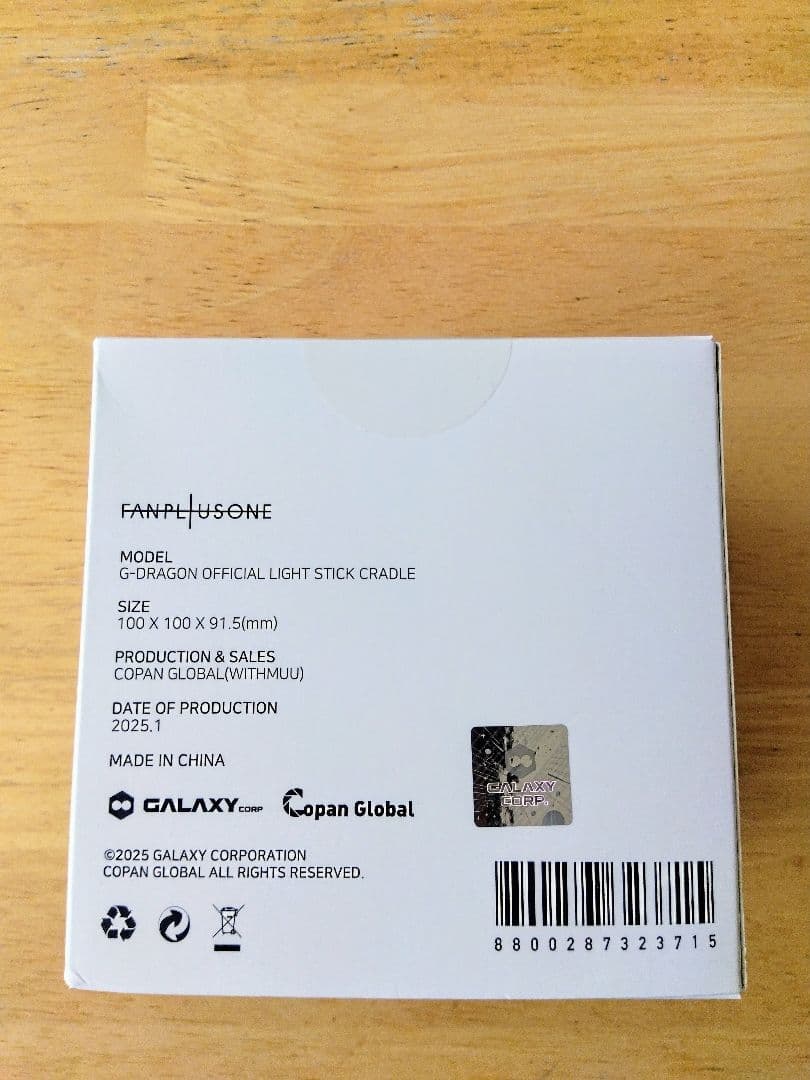 FANPLUSONE
MODEL
G-DRAGON OFFICIAL LIGHT STICK CRADLE
SIZE
100 X 100 X 91.5(mm)
PRODUCTION & SALES
COPAN GLOBAL(WITHMUU)
DATE OF PRODUCTION
2025.1
MADE IN CHINA
GALAXY CORP
Copan Global
GALAXY
CORP.
©2025 GALAXY CORPORATION
COPAN GLOBAL ALL RIGHTS RESERVED.
8800287323715